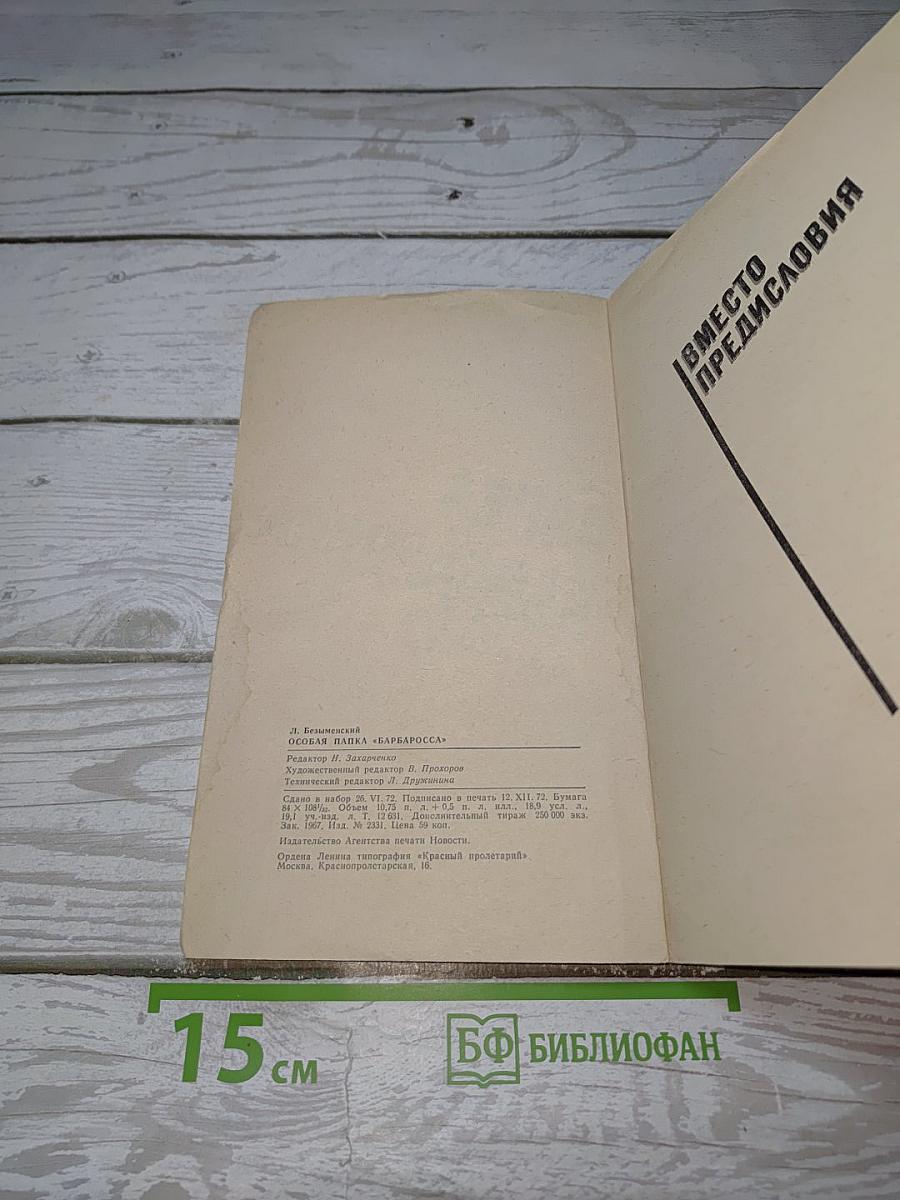 ВМЕСТО
ПРЕДИСЛОВИЯ
Л. Безыменский
ОСОБАЯ ПАПКА «БАРБАРОССА»
Редактор Н. Захарченко
Художественный редактор В. Прохоров
Технический редактор Л. Дружинина
Сдано в набор 26. VI. 72. Подписано в печать 12. XII. 72. Бумага
84 × 108¹/₃₂. Объем 10,75 п. л. + 0,5 п. л. илл., 18,9 усл. л.,
19,1 уч.-изд. л. Т. 12 631. Дополнительный тираж 250 000 экз.
Зак. 1967. Изд. № 2331. Цена 59 коп.
Издательство Агентства печати Новости.
Ордена Ленина типография «Красный пролетарий».
Москва, Краснопролетарская, 16.
15 см
БФ БИБЛИОФАН